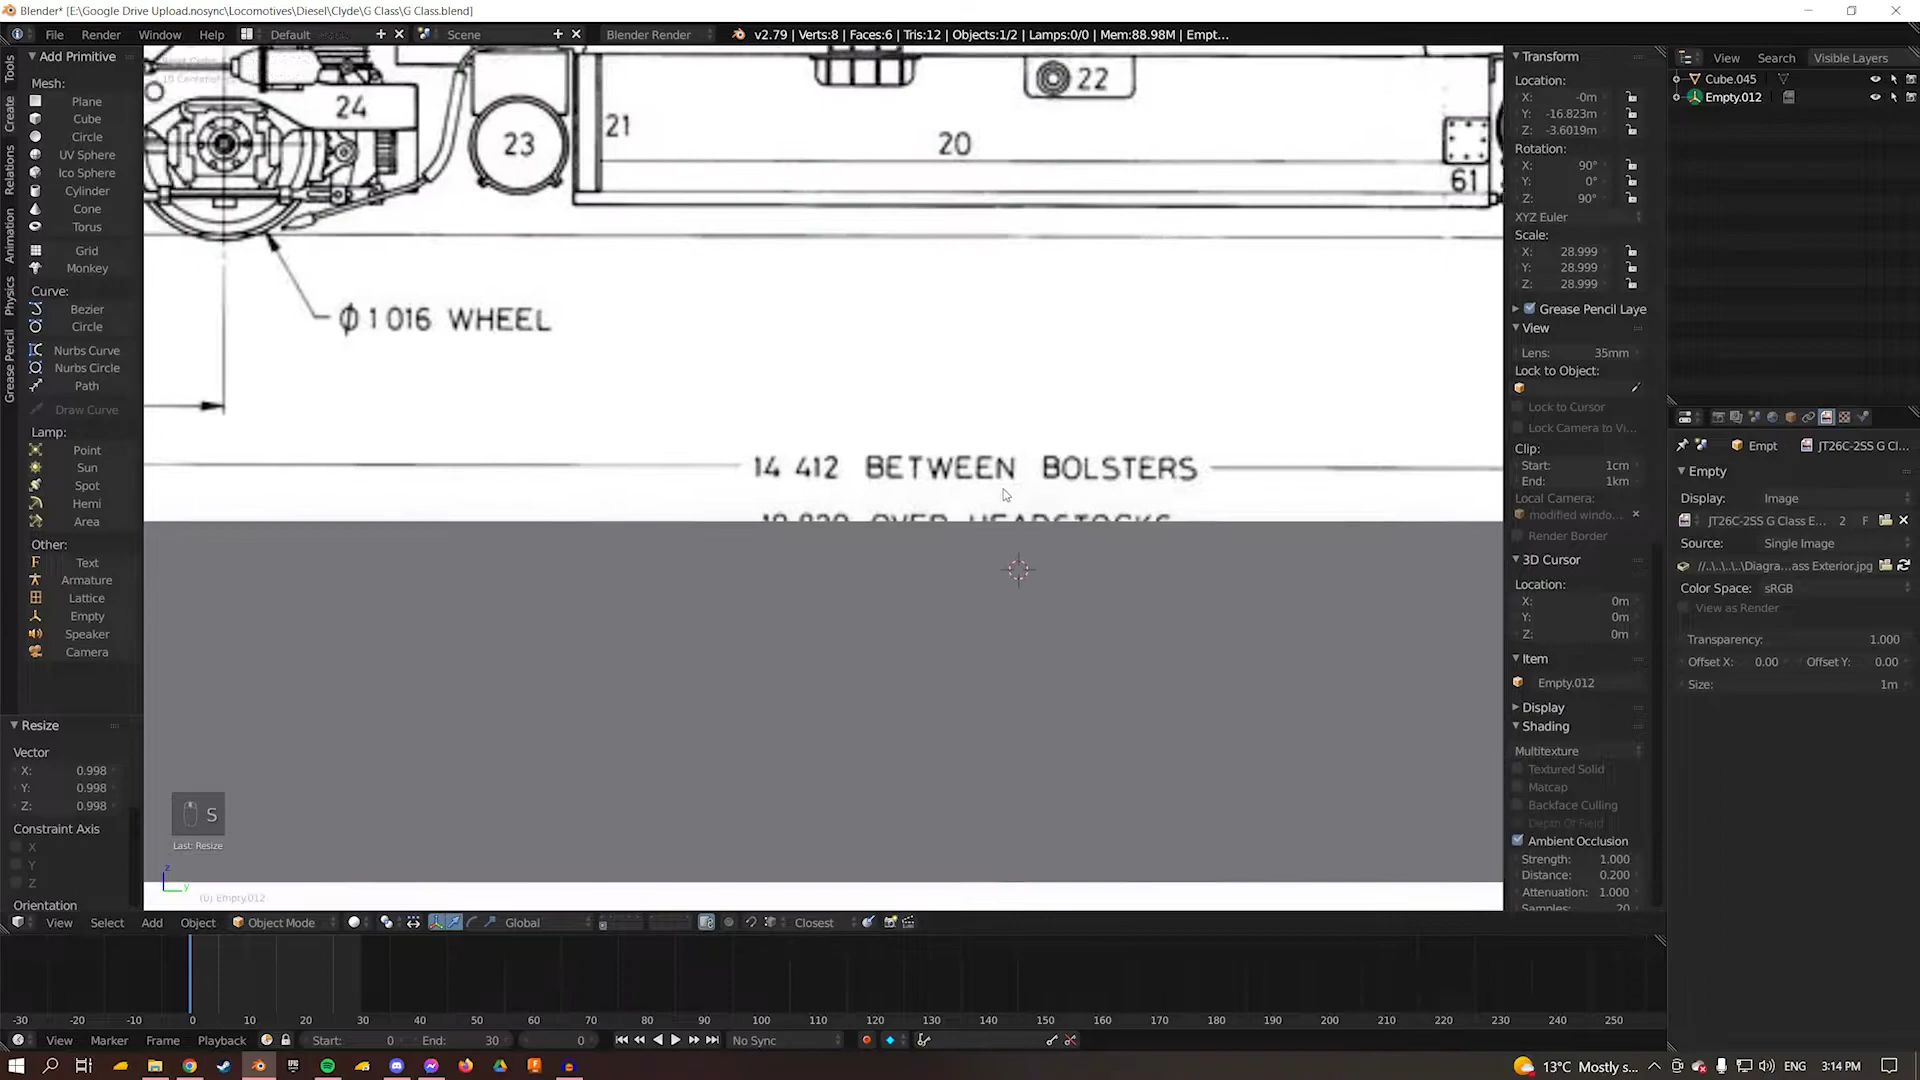 Blender* [E:\Google Drive Upload.nosync\Locomotives\Diesel\Clyde\G Class\G Class.blend]
File Render Window Help Default Scene Blender Render v2.79 | Verts:8 | Faces:6 | Tris:12 | Objects:1/2 | Lamps:0/0 | Mem:88.98M | Empt...
Tools
Create
Relations
Animation
Physics
Grease Pencil
Add Primitive
Mesh:
Plane
Cube
Circle
UV Sphere
Ico Sphere
Cylinder
Cone
Torus
Grid
Monkey
Curve:
Bezier
Circle
Nurbs Curve
Nurbs Circle
Path
Draw Curve
Lamp:
Point
Sun
Spot
Hemi
Area
Other:
Text
Armature
Lattice
Empty
Speaker
Camera
Resize
Vector
X: 0.998
Y: 0.998
Z: 0.998
Constraint Axis
X
Y
Z
Orientation
24
23
21
20
22
61
Φ 1 016 WHEEL
14 412 BETWEEN BOLSTERS
OVER HEADSTOCKS
S
Last: Resize
z
y
(0) Empty.012
Transform
Location:
X: -0m
Y: -16.823m
Z: -3.6019m
Rotation:
X: 90°
Y: 0°
Z: 90°
XYZ Euler
Scale:
X: 28.999
Y: 28.999
Z: 28.999
Grease Pencil Laye
View
Lens: 35mm
Lock to Object:
Lock to Cursor
Lock Camera to Vi...
Clip:
Start: 1cm
End: 1km
Local Camera:
modified windo...
Render Border
3D Cursor
Location:
X: 0m
Y: 0m
Z: 0m
Item
Empty.012
Display
Shading
Multitexture
Textured Solid
Matcap
Backface Culling
Depth Of Field
Ambient Occlusion
Strength: 1.000
Distance: 0.200
Attenuation: 1.000
Samples: 20
View Search Visible Layers
Cube.045
Empty.012
Empt JT26C-2SS G Cl...
Empty
Display: Image
JT26C-2SS G Class E... 2 F
Source: Single Image
//..\..\..\..\Diagra...ass Exterior.jpg
Color Space: sRGB
View as Render
Transparency: 1.000
Offset X: 0.00 Offset Y: 0.00
Size: 1m
View Select Add Object Object Mode Global Closest
-30 -20 -10 0 10 20 30 40 50 60 70 80 90 100 110 120 130 140 150 160 170 180 190 200 210 220 230 240 250
View Marker Frame Playback Start: 0 End: 30 0 No Sync
13°C Mostly s... ENG 3:14 PM